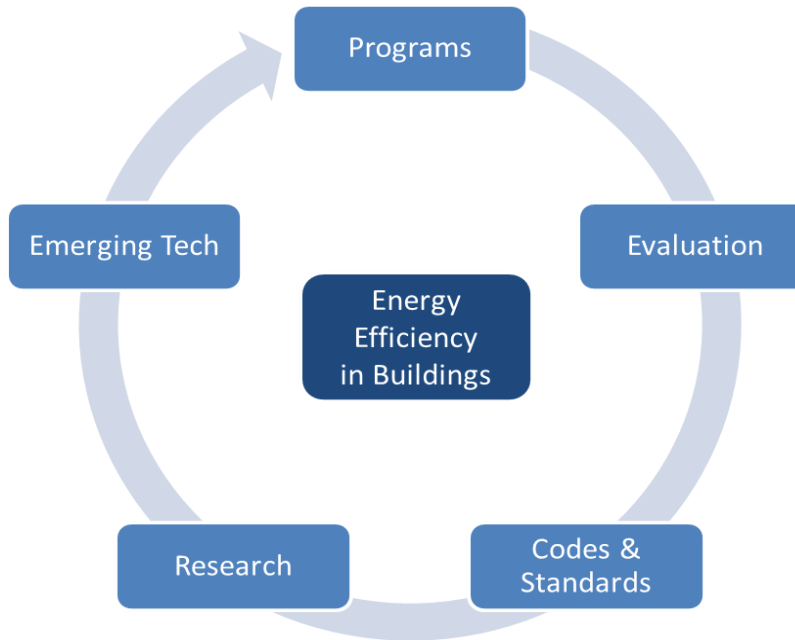 Programs
Emerging Tech
Evaluation
Energy
Efficiency
in Buildings
Research
Codes &
Standards